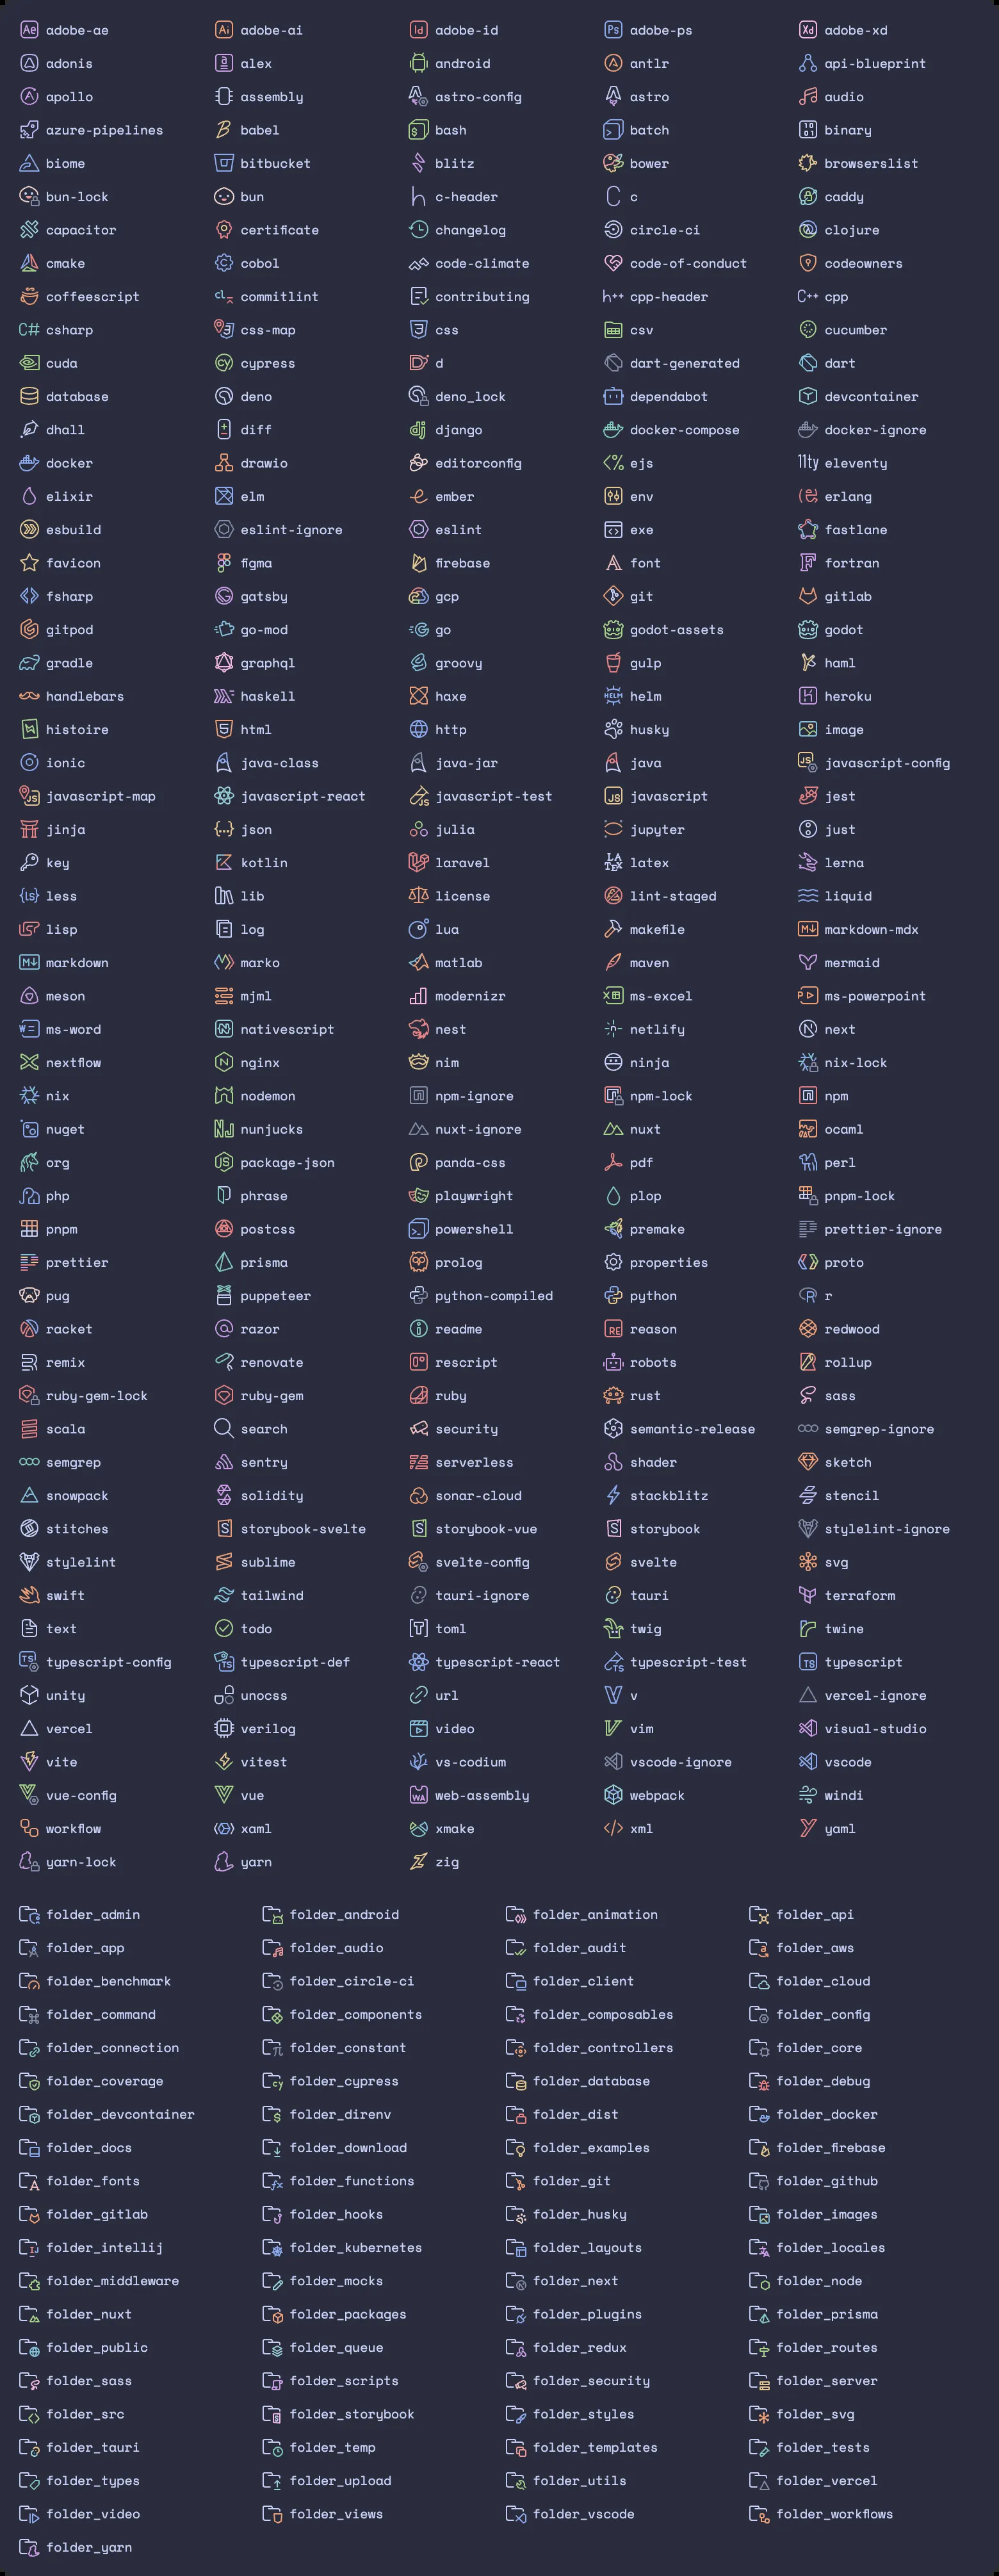 adobe-ae adobe-ai adobe-id adobe-ps adobe-xd
adonis alex android antlr api-blueprint
apollo assembly astro-config astro audio
azure-pipelines babel bash batch binary
biome bitbucket blitz bower browserslist
bun-lock bun c-header c caddy
capacitor certificate changelog circle-ci clojure
cmake cobol code-climate code-of-conduct codeowners
coffeescript commitlint contributing cpp-header cpp
csharp css-map css csv cucumber
cuda cypress d dart-generated dart
database deno deno_lock dependabot devcontainer
dhall diff django docker-compose docker-ignore
docker drawio editorconfig ejs eleventy
elixir elm ember env erlang
esbuild eslint-ignore eslint exe fastlane
favicon figma firebase font fortran
fsharp gatsby gcp git gitlab
gitpod go-mod go godot-assets godot
gradle graphql groovy gulp haml
handlebars haskell haxe helm heroku
histoire html http husky image
ionic java-class java-jar java javascript-config
javascript-map javascript-react javascript-test javascript jest
jinja json julia jupyter just
key kotlin laravel latex lerna
less lib license lint-staged liquid
lisp log lua makefile markdown-mdx
markdown marko matlab maven mermaid
meson mjml modernizr ms-excel ms-powerpoint
ms-word nativescript nest netlify next
nextflow nginx nim ninja nix-lock
nix nodemon npm-ignore npm-lock npm
nuget nunjucks nuxt-ignore nuxt ocaml
org package-json panda-css pdf perl
php phrase playwright plop pnpm-lock
pnpm postcss powershell premake prettier-ignore
prettier prisma prolog properties proto
pug puppeteer python-compiled python r
racket razor readme reason redwood
remix renovate rescript robots rollup
ruby-gem-lock ruby-gem ruby rust sass
scala search security semantic-release semgrep-ignore
semgrep sentry serverless shader sketch
snowpack solidity sonar-cloud stackblitz stencil
stitches storybook-svelte storybook-vue storybook stylelint-ignore
stylelint sublime svelte-config svelte svg
swift tailwind tauri-ignore tauri terraform
text todo toml twig twine
typescript-config typescript-def typescript-react typescript-test typescript
unity unocss url v vercel-ignore
vercel verilog video vim visual-studio
vite vitest vs-codium vscode-ignore vscode
vue-config vue web-assembly webpack windi
workflow xaml xmake xml yaml
yarn-lock yarn zig
folder_admin folder_android folder_animation folder_api
folder_app folder_audio folder_audit folder_aws
folder_benchmark folder_circle-ci folder_client folder_cloud
folder_command folder_components folder_composables folder_config
folder_connection folder_constant folder_controllers folder_core
folder_coverage folder_cypress folder_database folder_debug
folder_devcontainer folder_direnv folder_dist folder_docker
folder_docs folder_download folder_examples folder_firebase
folder_fonts folder_functions folder_git folder_github
folder_gitlab folder_hooks folder_husky folder_images
folder_intellij folder_kubernetes folder_layouts folder_locales
folder_middleware folder_mocks folder_next folder_node
folder_nuxt folder_packages folder_plugins folder_prisma
folder_public folder_queue folder_redux folder_routes
folder_sass folder_scripts folder_security folder_server
folder_src folder_storybook folder_styles folder_svg
folder_tauri folder_temp folder_templates folder_tests
folder_types folder_upload folder_utils folder_vercel
folder_video folder_views folder_vscode folder_workflows
folder_yarn